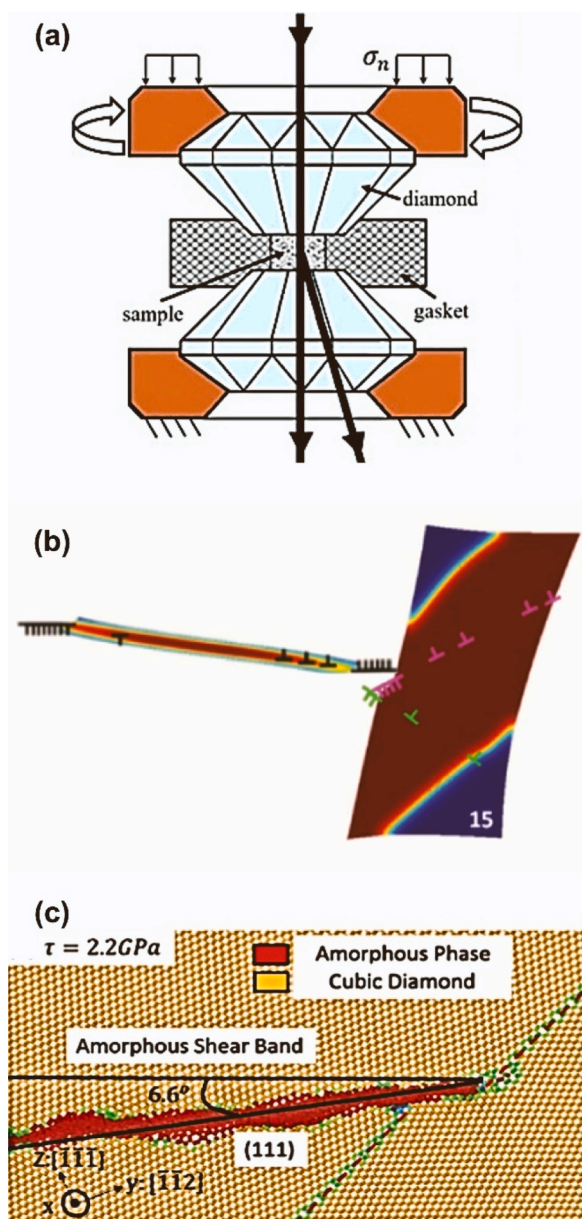 (a)
σₙ
diamond
sample
gasket
(b)
15
(c)
τ = 2.2GPa
Amorphous Phase
Cubic Diamond
Amorphous Shear Band
6.6°
(111)
Z:[1̅1̅1̅]
y:[1̅1̅2]
x